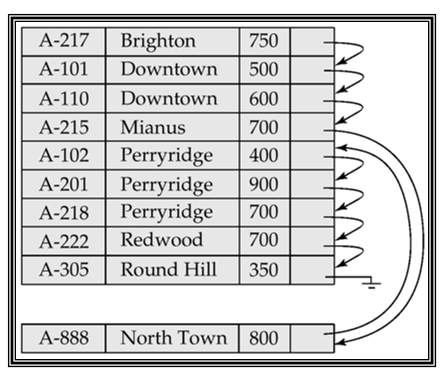 A-217 Brighton 750
A-101 Downtown 500
A-110 Downtown 600
A-215 Mianus 700
A-102 Perryridge 400
A-201 Perryridge 900
A-218 Perryridge 700
A-222 Redwood 700
A-305 Round Hill 350
A-888 North Town 800